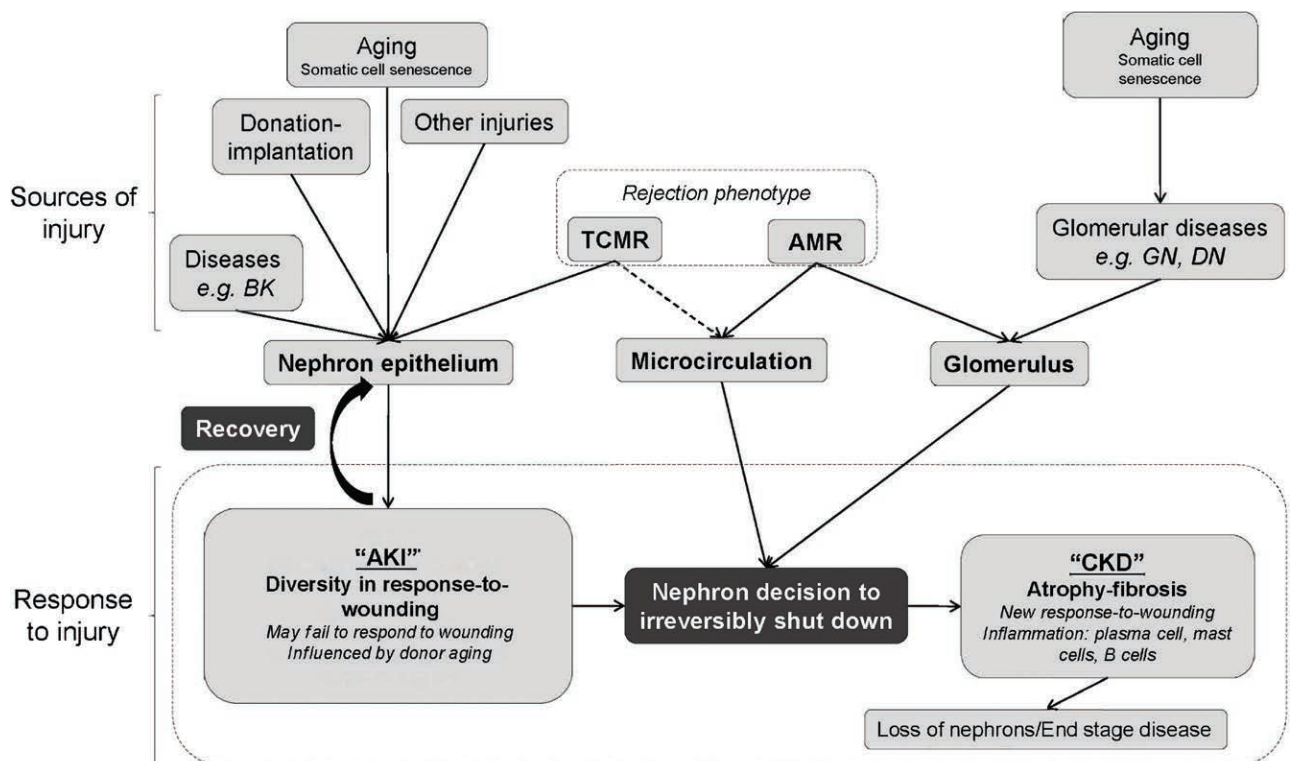 Aging
Somatic cell senescence
Aging
Somatic cell
senescence
Donation-
implantation
Other injuries
Sources of
injury
Rejection phenotype
TCMR
AMR
Glomerular diseases
e.g. GN, DN
Diseases
e.g. BK
Nephron epithelium
Microcirculation
Glomerulus
Recovery
Response
to injury
“AKI”
Diversity in response-to-
wounding
May fail to respond to wounding
Influenced by donor aging
Nephron decision to
irreversibly shut down
“CKD”
Atrophy-fibrosis
New response-to-wounding
Inflammation: plasma cell, mast
cells, B cells
Loss of nephrons/End stage disease